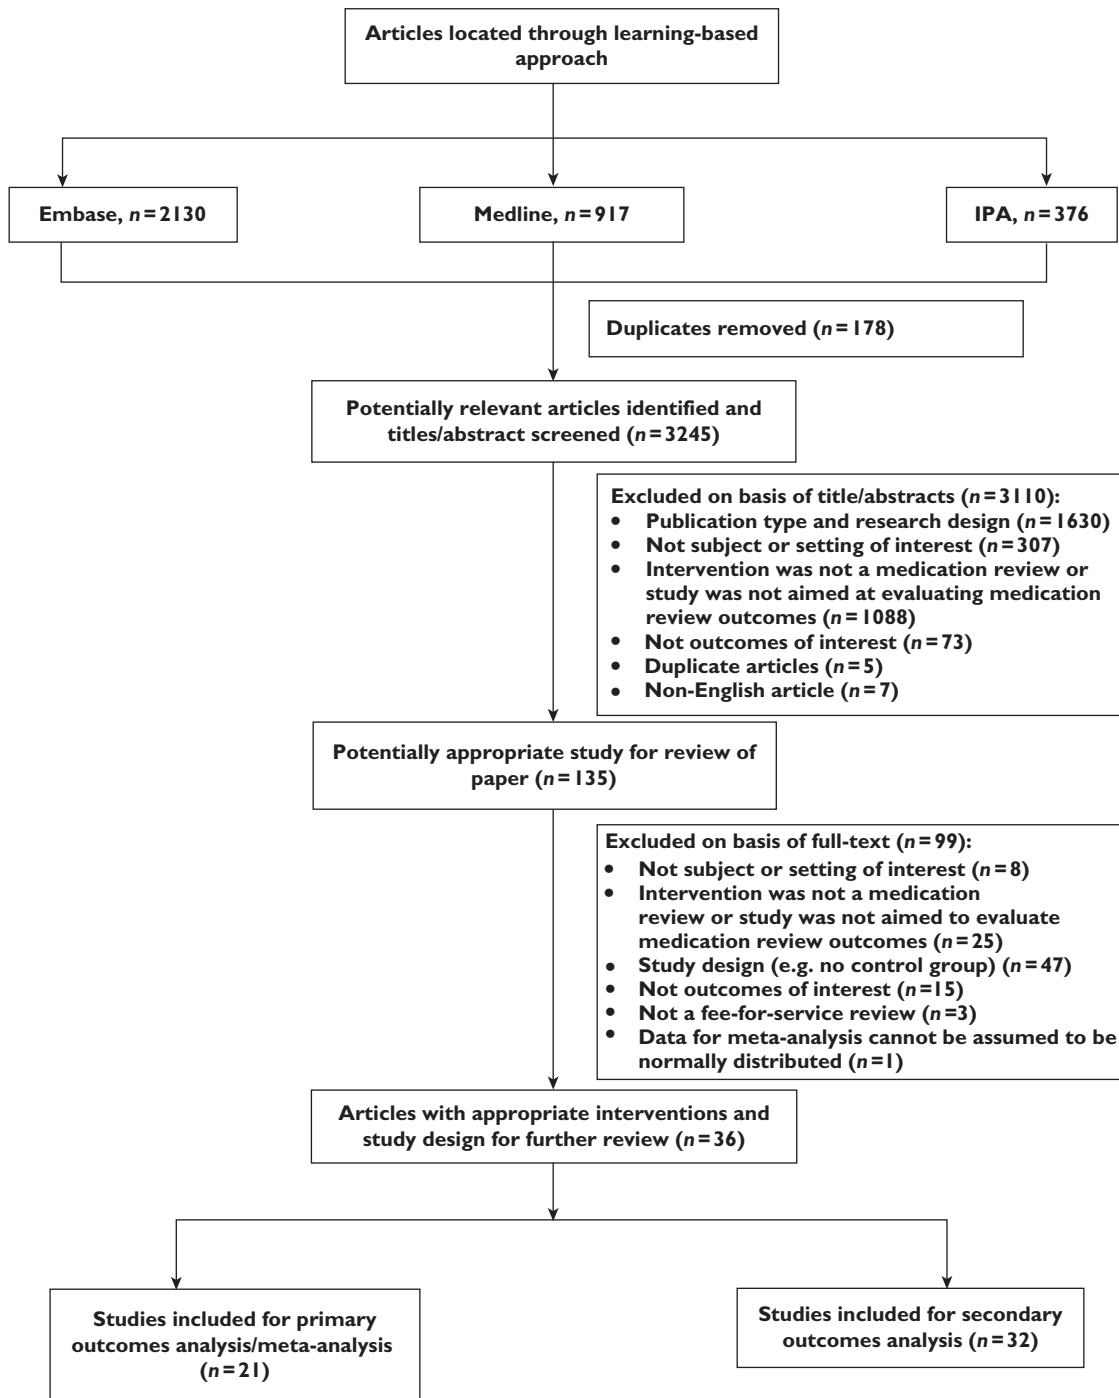 Articles located through learning-based
approach
Embase, n = 2130
Medline, n = 917
IPA, n = 376
Duplicates removed (n = 178)
Potentially relevant articles identified and
titles/abstract screened (n = 3245)
Excluded on basis of title/abstracts (n = 3110):
• Publication type and research design (n = 1630)
• Not subject or setting of interest (n = 307)
• Intervention was not a medication review or
study was not aimed at evaluating medication
review outcomes (n = 1088)
• Not outcomes of interest (n = 73)
• Duplicate articles (n = 5)
• Non-English article (n = 7)
Potentially appropriate study for review of
paper (n = 135)
Excluded on basis of full-text (n = 99):
• Not subject or setting of interest (n = 8)
• Intervention was not a medication
review or study was not aimed to evaluate
medication review outcomes (n = 25)
• Study design (e.g. no control group) (n = 47)
• Not outcomes of interest (n =15)
• Not a fee-for-service review (n =3)
• Data for meta-analysis cannot be assumed to be
normally distributed (n=1)
Articles with appropriate interventions and
study design for further review (n = 36)
Studies included for primary
outcomes analysis/meta-analysis
(n = 21)
Studies included for secondary
outcomes analysis (n = 32)